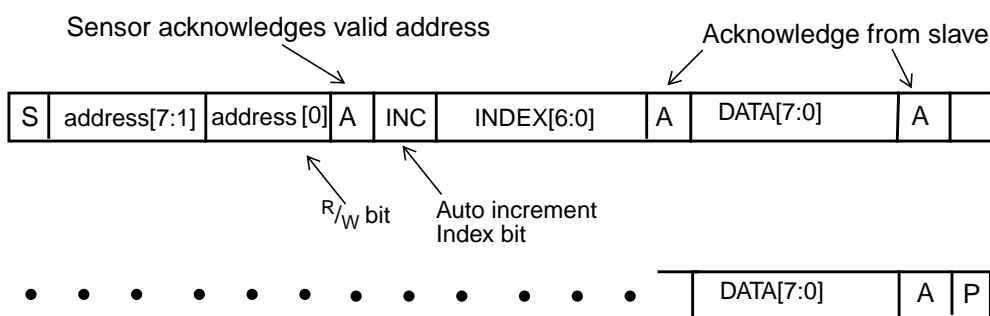 Sensor acknowledges valid address
Acknowledge from slave
S address[7:1] address [0] A INC INDEX[6:0] A DATA[7:0] A
R/W bit
Auto increment
Index bit
DATA[7:0] A P